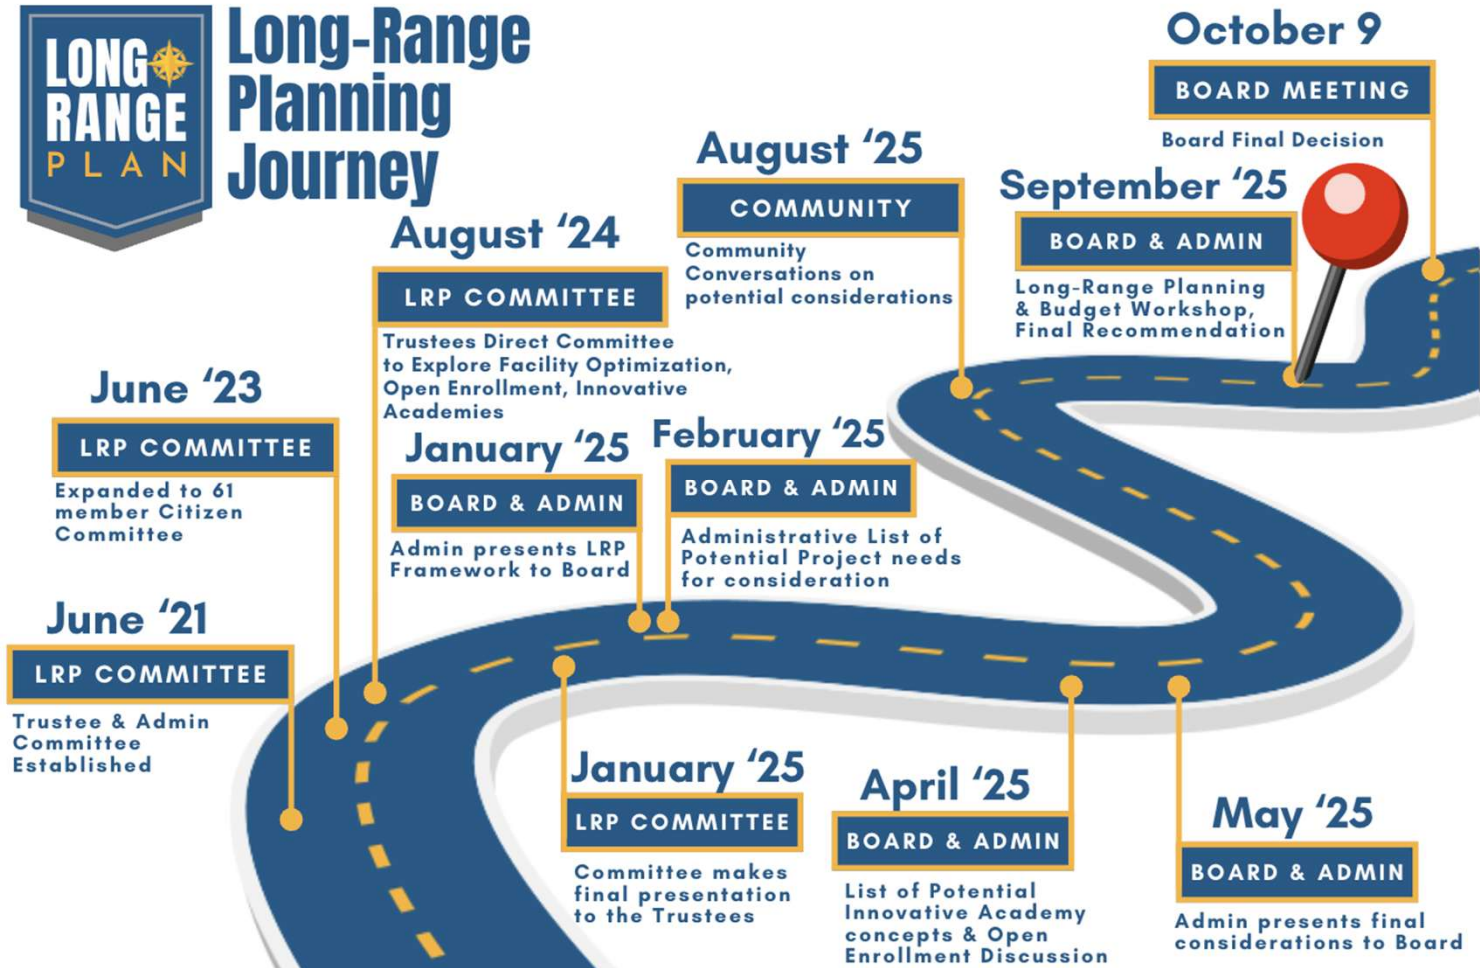 LONG
RANGE
PLAN
Long-Range
Planning
Journey
June ‘21
LRP COMMITTEE
Trustee & Admin
Committee
Established
June ‘23
LRP COMMITTEE
Expanded to 61
member Citizen
Committee
August ‘24
LRP COMMITTEE
Trustees Direct Committee
to Explore Facility Optimization,
Open Enrollment, Innovative
Academies
January ‘25
LRP COMMITTEE
Committee makes
final presentation
to the Trustees
January ‘25
BOARD & ADMIN
Admin presents LRP
Framework to Board
February ‘25
BOARD & ADMIN
Administrative List of
Potential Project needs
for consideration
April ‘25
BOARD & ADMIN
List of Potential
Innovative Academy
concepts & Open
Enrollment Discussion
May ‘25
BOARD & ADMIN
Admin presents final
considerations to Board
August ‘25
COMMUNITY
Community
Conversations on
potential considerations
September ‘25
BOARD & ADMIN
Long-Range Planning
& Budget Workshop,
Final Recommendation
October 9
BOARD MEETING
Board Final Decision